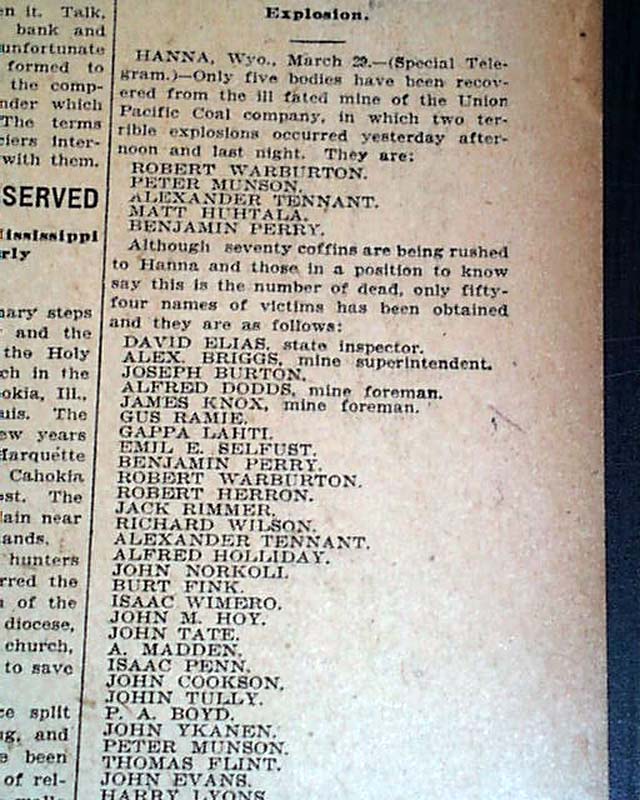 en it. Talk,
bank and
unfortunate
formed to
the comp-
nder which
The terms
ciers inter-
with them.
SERVED
Mississippi
rly
nary steps
and the
the Holy
ch in the
okia, Ill.,
uis. The
ew years
Marquette
Cahokia
est. The
lain near
ands.
hunters
rred the
n of the
diocese,
church,
to save
ce split
ng, and
e been
of rel-
Explosion.
HANNA, Wyo., March 29.—(Special Tele-
gram.)—Only five bodies have been recov-
ered from the ill fated mine of the Union
Pacific Coal company, in which two ter-
rible explosions occurred yesterday after-
noon and last night. They are:
ROBERT WARBURTON.
PETER MUNSON.
ALEXANDER TENNANT.
MATT HUHTALA.
BENJAMIN PERRY.
Although seventy coffins are being rushed
to Hanna and those in a position to know
say this is the number of dead, only fifty-
four names of victims has been obtained
and they are as follows:
DAVID ELIAS, state inspector.
ALEX. BRIGGS, mine superintendent.
JOSEPH BURTON.
ALFRED DODDS, mine foreman.
JAMES KNOX, mine foreman.
GUS RAMIE.
GAPPA LAHTI.
EMIL E. SELFUST.
BENJAMIN PERRY.
ROBERT WARBURTON.
ROBERT HERRON.
JACK RIMMER.
RICHARD WILSON.
ALEXANDER TENNANT.
ALFRED HOLLIDAY.
JOHN NORKOLI.
BURT FINK.
ISAAC WIMERO.
JOHN M. HOY.
JOHN TATE.
A. MADDEN.
ISAAC PENN.
JOHN COOKSON.
JOHIN TULLY.
P. A. BOYD.
JOHN YKANEN.
PETER MUNSON.
THOMAS FLINT.
JOHN EVANS.
HARRY LYONS.